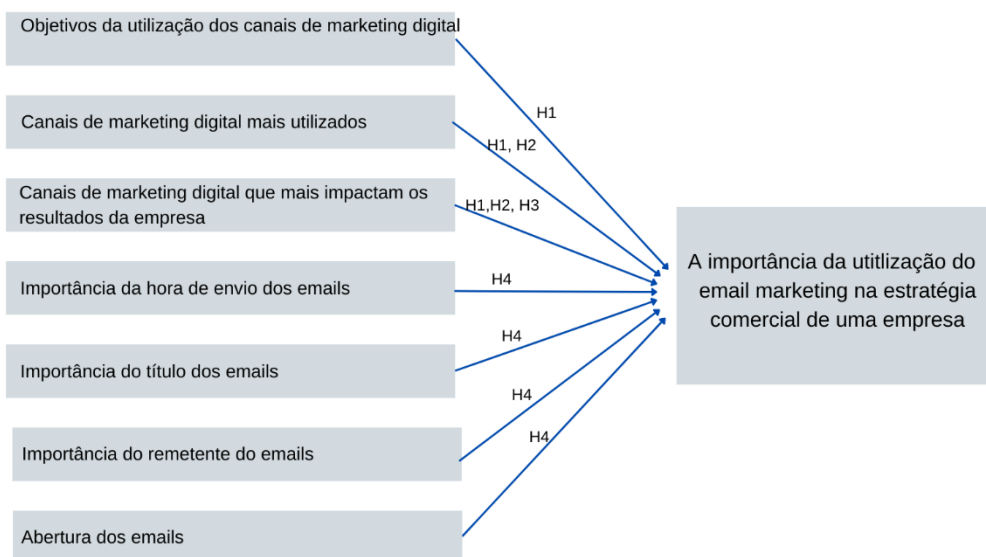 Objetivos da utilização dos canais de marketing digital
H1
Canais de marketing digital mais utilizados
H1, H2
Canais de marketing digital que mais impactam os
resultados da empresa
H1,H2, H3
Importância da hora de envio dos emails
H4
Importância do título dos emails
H4
Importância do remetente do emails
H4
Abertura dos emails
H4
A importância da utitlização do
email marketing na estratégia
comercial de uma empresa